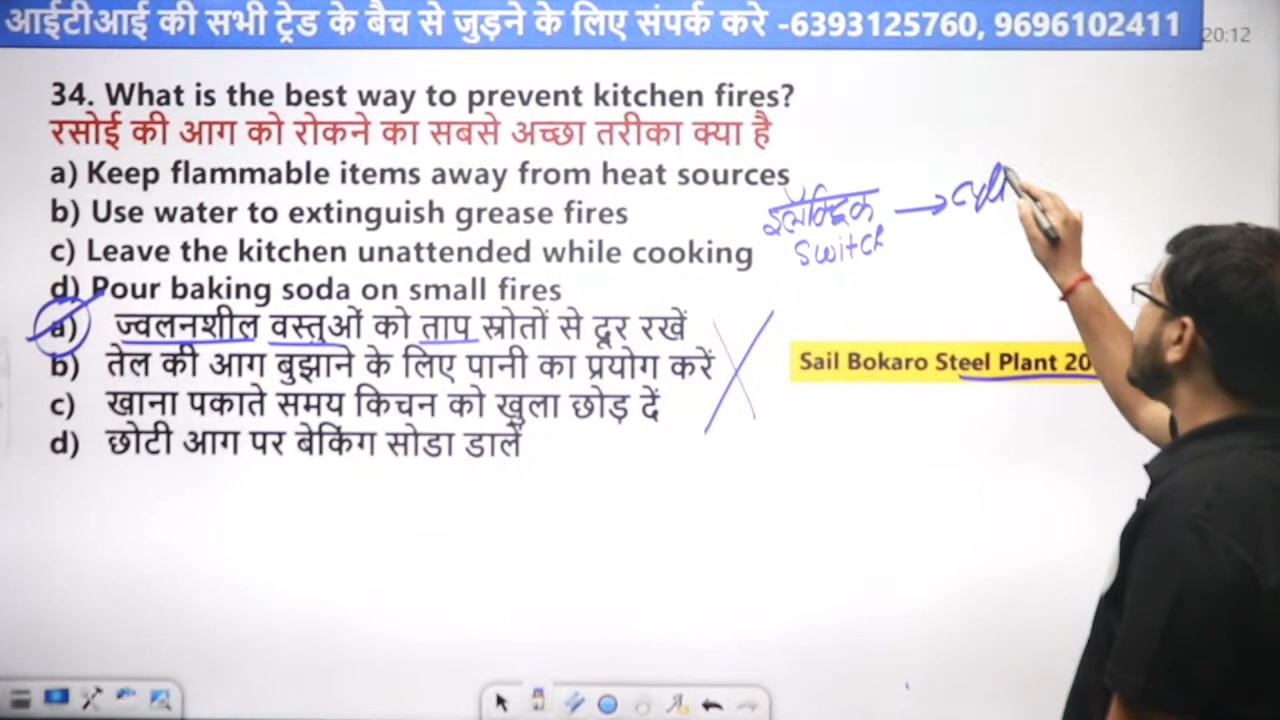 आईटीआई की सभी ट्रेड के बैच से जुड़ने के लिए संपर्क करे -6393125760, 9696102411
20:12
34. What is the best way to prevent kitchen fires?
रसोई की आग को रोकने का सबसे अच्छा तरीका क्या है
a) Keep flammable items away from heat sources
b) Use water to extinguish grease fires
c) Leave the kitchen unattended while cooking
d) Pour baking soda on small fires
a) ज्वलनशील वस्तुओं को ताप स्रोतों से दूर रखें
b) तेल की आग बुझाने के लिए पानी का प्रयोग करें
c) खाना पकाते समय किचन को खुला छोड़ दें
d) छोटी आग पर बेकिंग सोडा डालें
→
switch
Sail Bokaro Steel Plant 20